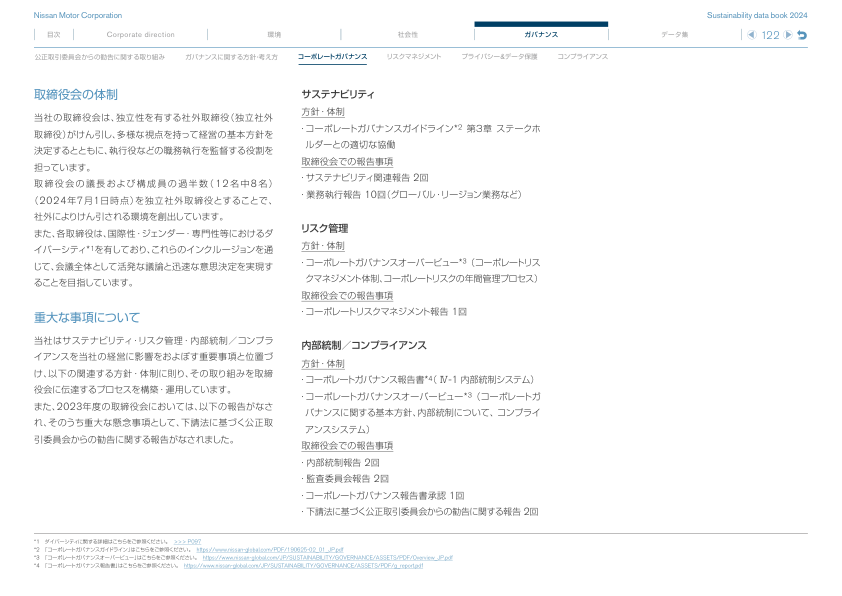 Nissan Motor Corporation
Sustainability data book 2024
目次
Corporate direction
環境
社会性
ガバナンス
データ集
122
公正取引委員会からの勧告に関する取り組み
ガバナンスに関する方針・考え方
コーポレートガバナンス
リスクマネジメント
プライバシー&データ保護
コンプライアンス
取締役会の体制
当社の取締役会は、独立性を有する社外取締役(独立社外
取締役)がけん引し、多様な視点を持って経営の基本方針を
決定するとともに、執行役などの職務執行を監督する役割を
担っています。
取締役会の議長および構成員の過半数(12名中8名)
(2024年7月1日時点)を独立社外取締役とすることで、
社外によりけん引される環境を創出しています。
また、各取締役は、国際性・ジェンダー・専門性等におけるダ
イバーシティ*1を有しており、これらのインクルージョンを通
じて、会議全体として活発な議論と迅速な意思決定を実現す
ることを目指しています。
重大な事項について
当社はサステナビリティ・リスク管理・内部統制/コンプラ
イアンスを当社の経営に影響をおよぼす重要事項と位置づ
け、以下の関連する方針・体制に則り、その取り組みを取締
役会に伝達するプロセスを構築・運用しています。
また、2023年度の取締役会においては、以下の報告がなさ
れ、そのうち重大な懸念事項として、下請法に基づく公正取
引委員会からの勧告に関する報告がなされました。
サステナビリティ
方針・体制
・コーポレートガバナンスガイドライン*2 第3章 ステークホ
ルダーとの適切な協働
取締役会での報告事項
・サステナビリティ関連報告 2回
・業務執行報告 10回(グローバル・リージョン業務など)
リスク管理
方針・体制
・コーポレートガバナンスオーバービュー*3(コーポレートリス
クマネジメント体制、コーポレートリスクの年間管理プロセス)
取締役会での報告事項
・コーポレートリスクマネジメント報告 1回
内部統制/コンプライアンス
方針・体制
・コーポレートガバナンス報告書*4( Ⅳ-1 内部統制システム)
・コーポレートガバナンスオーバービュー*3(コーポレートガ
バナンスに関する基本方針、内部統制について、コンプライ
アンスシステム)
取締役会での報告事項
・内部統制報告 2回
・監査委員会報告 2回
・コーポレートガバナンス報告書承認 1回
・下請法に基づく公正取引委員会からの勧告に関する報告 2回
*1 ダイバーシティに関する詳細はこちらをご参照ください。 >>> P097
*2 「コーポレートガバナンスガイドライン」はこちらをご参照ください。 https://www.nissan-global.com/PDF/190625-02_01_JP.pdf
*3 「コーポレートガバナンスオーバービュー」はこちらをご参照ください。 https://www.nissan-global.com/JP/SUSTAINABILITY/GOVERNANCE/ASSETS/PDF/Overview_JP.pdf
*4 「コーポレートガバナンス報告書」はこちらをご参照ください。 https://www.nissan-global.com/JP/SUSTAINABILITY/GOVERNANCE/ASSETS/PDF/g_report.pdf